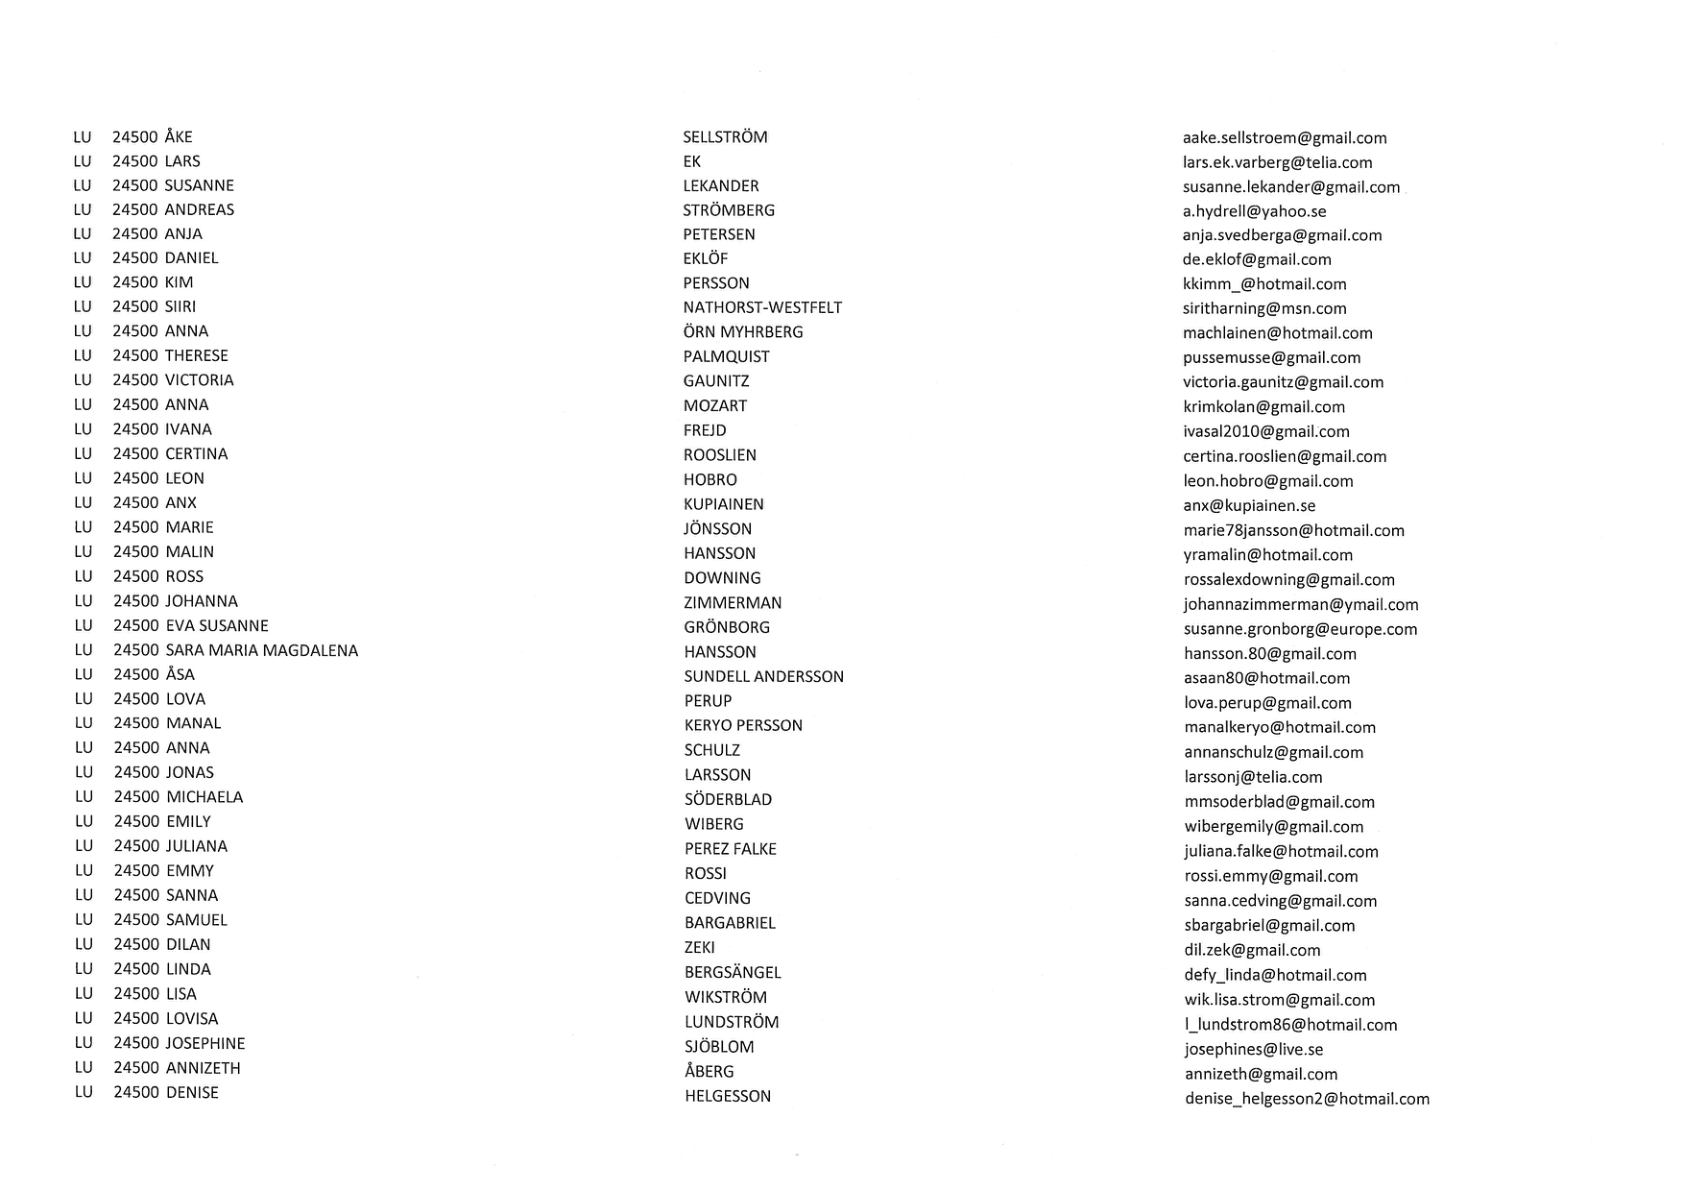 LU 24500 ÅKE SELLSTRÖM aake.sellstroem@gmail.com
LU 24500 LARS EK lars.ek.varberg@telia.com
LU 24500 SUSANNE LEKANDER susanne.lekander@gmail.com
LU 24500 ANDREAS STRÖMBERG a.hydrell@yahoo.se
LU 24500 ANJA PETERSEN anja.svedberga@gmail.com
LU 24500 DANIEL EKLÖF de.eklof@gmail.com
LU 24500 KIM PERSSON kkimm_@hotmail.com
LU 24500 SIIRI NATHORST-WESTFELT siritharning@msn.com
LU 24500 ANNA ÖRN MYHRBERG machlainen@hotmail.com
LU 24500 THERESE PALMQUIST pussemusse@gmail.com
LU 24500 VICTORIA GAUNITZ victoria.gaunitz@gmail.com
LU 24500 ANNA MOZART krimkolan@gmail.com
LU 24500 IVANA FREJD ivasal2010@gmail.com
LU 24500 CERTINA ROOSLIEN certina.rooslien@gmail.com
LU 24500 LEON HOBRO leon.hobro@gmail.com
LU 24500 ANX KUPIAINEN anx@kupiainen.se
LU 24500 MARIE JÖNSSON marie78jansson@hotmail.com
LU 24500 MALIN HANSSON yramalin@hotmail.com
LU 24500 ROSS DOWNING rossalexdowning@gmail.com
LU 24500 JOHANNA ZIMMERMAN johannazimmerman@ymail.com
LU 24500 EVA SUSANNE GRÖNBORG susanne.gronborg@europe.com
LU 24500 SARA MARIA MAGDALENA HANSSON hansson.80@gmail.com
LU 24500 ÅSA SUNDELL ANDERSSON asaan80@hotmail.com
LU 24500 LOVA PERUP lova.perup@gmail.com
LU 24500 MANAL KERYO PERSSON manalkeryo@hotmail.com
LU 24500 ANNA SCHULZ annanschulz@gmail.com
LU 24500 JONAS LARSSON larssonj@telia.com
LU 24500 MICHAELA SÖDERBLAD mmsoderblad@gmail.com
LU 24500 EMILY WIBERG wibergemily@gmail.com
LU 24500 JULIANA PEREZ FALKE juliana.falke@hotmail.com
LU 24500 EMMY ROSSI rossi.emmy@gmail.com
LU 24500 SANNA CEDVING sanna.cedving@gmail.com
LU 24500 SAMUEL BARGABRIEL sbargabriel@gmail.com
LU 24500 DILAN ZEKI dil.zek@gmail.com
LU 24500 LINDA BERGSÄNGEL defy_linda@hotmail.com
LU 24500 LISA WIKSTRÖM wik.lisa.strom@gmail.com
LU 24500 LOVISA LUNDSTRÖM l_lundstrom86@hotmail.com
LU 24500 JOSEPHINE SJÖBLOM josephines@live.se
LU 24500 ANNIZETH ÅBERG annizeth@gmail.com
LU 24500 DENISE HELGESSON denise_helgesson2@hotmail.com